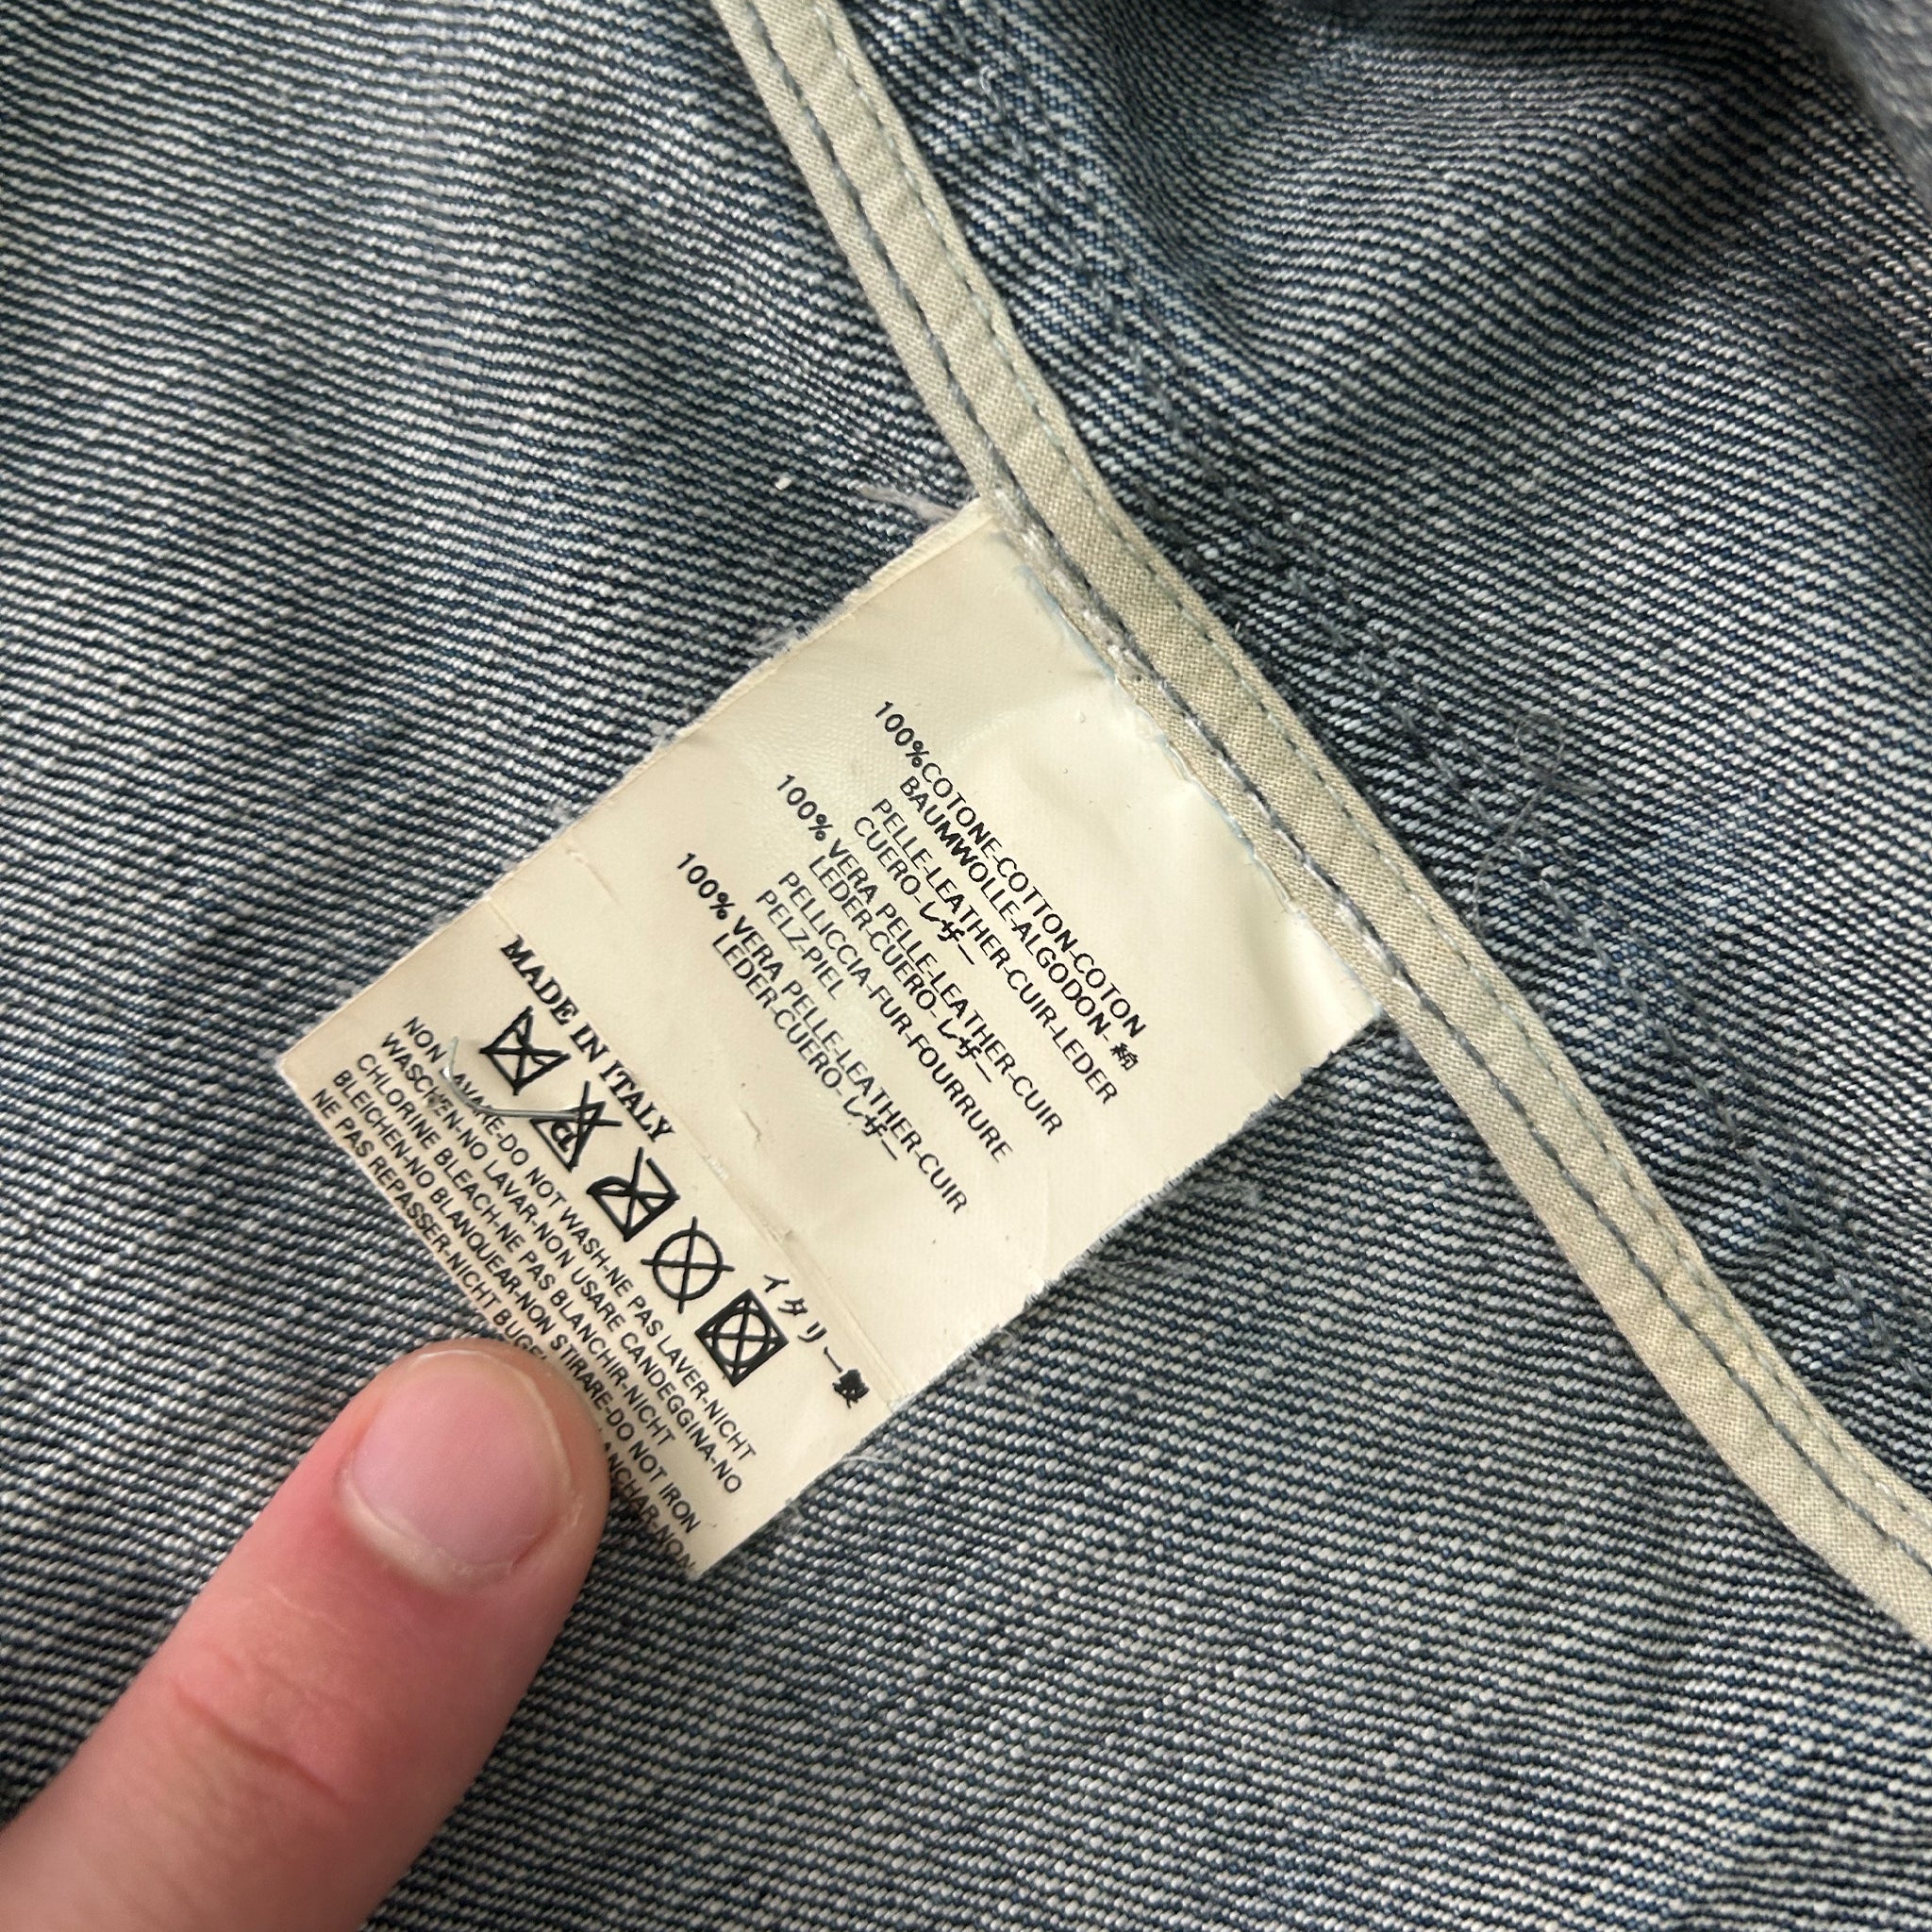 100%COTONE-COTTON-COTON
BAUMWOLLE-ALGODON-綿
PELLE-LEATHER-CUIR-LEDER
CUERO-レザー
100% VERA PELLE-LEATHER-CUIR
LEDER-CUERO-レザー
PELLICCIA-FUR-FOURRURE
PELZ-PIEL
100% VERA PELLE-LEATHER-CUIR
LEDER-CUERO-レザー
MADE IN ITALY イタリー製
NON LAVARE-DO NOT WASH-NE PAS LAVER-NICHT
WASCHEN-NO LAVAR-NON USARE CANDEGGINA-NO
CHLORINE BLEACH-NE PAS BLANCHIR-NICHT
BLEICHEN-NO BLANQUEAR-NON STIRARE-DO NOT IRON
NE PAS REPASSER-NICHT